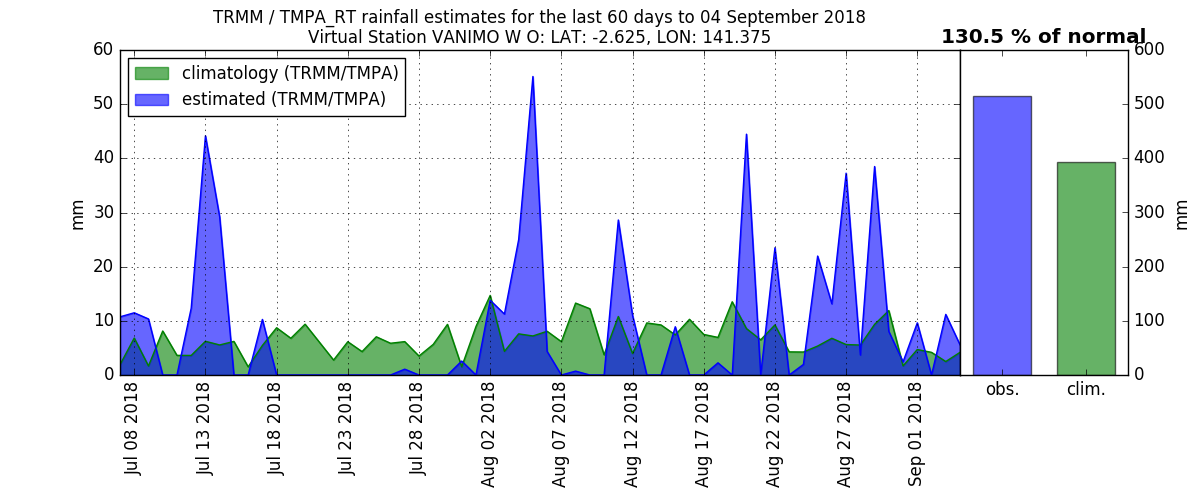 TRMM / TMPA_RT rainfall estimates for the last 60 days to 04 September 2018
Virtual Station VANIMO W O: LAT: -2.625, LON: 141.375
130.5 % of normal
climatology (TRMM/TMPA)
estimated (TRMM/TMPA)
60
50
40
30
20
10
0
mm
Jul 08 2018
Jul 13 2018
Jul 18 2018
Jul 23 2018
Jul 28 2018
Aug 02 2018
Aug 07 2018
Aug 12 2018
Aug 17 2018
Aug 22 2018
Aug 27 2018
Sep 01 2018
obs.
clim.
600
500
400
300
200
100
0
mm